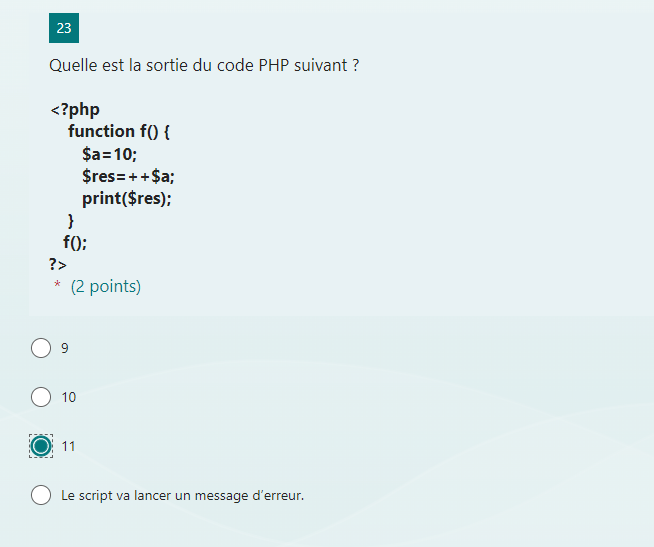 23
Quelle est la sortie du code PHP suivant ?
<?php
function f() {
$a=10;
$res=++$a;
print($res);
}
f();
?>
* (2 points)
9
10
11
Le script va lancer un message d'erreur.